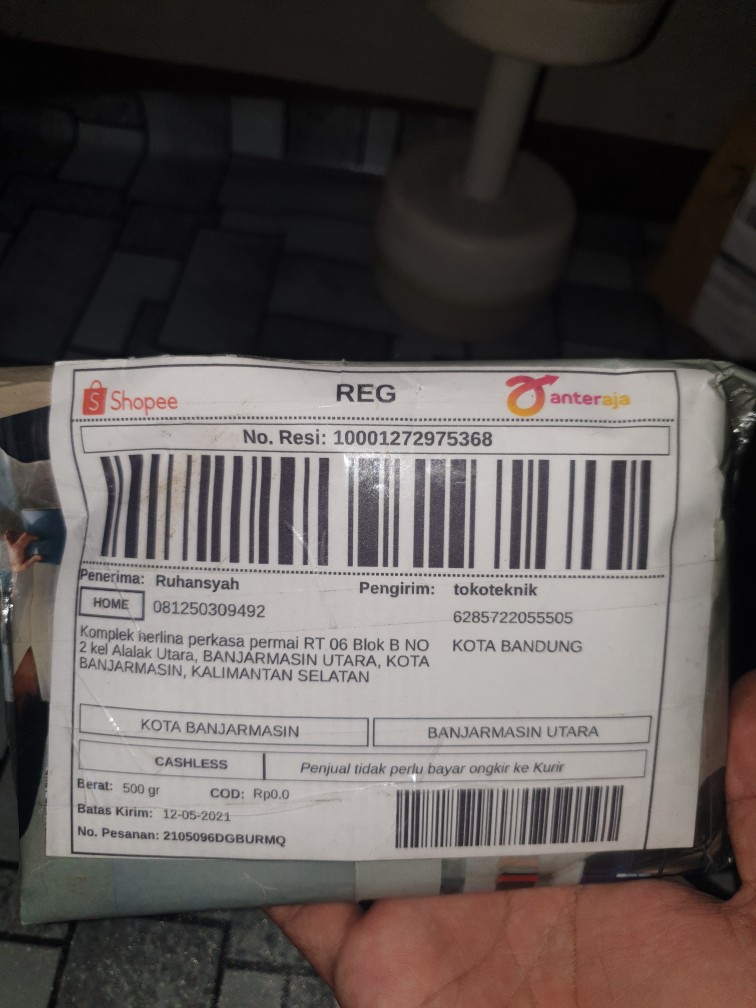 Shopee
REG
anteraja
No. Resi: 10001272975368
Penerima: Ruhansyah
Pengirim: tokoteknik
HOME 081250309492
6285722055505
Komplek herlina perkasa permai RT 06 Blok B NO
2 kel Alalak Utara, BANJARMASIN UTARA, KOTA
BANJARMASIN, KALIMANTAN SELATAN
KOTA BANDUNG
KOTA BANJARMASIN
BANJARMASIN UTARA
CASHLESS
Penjual tidak perlu bayar ongkir ke Kurir
Berat: 500 gr
COD: Rp0.0
Batas Kirim: 12-05-2021
No. Pesanan: 2105096DGBURMQ